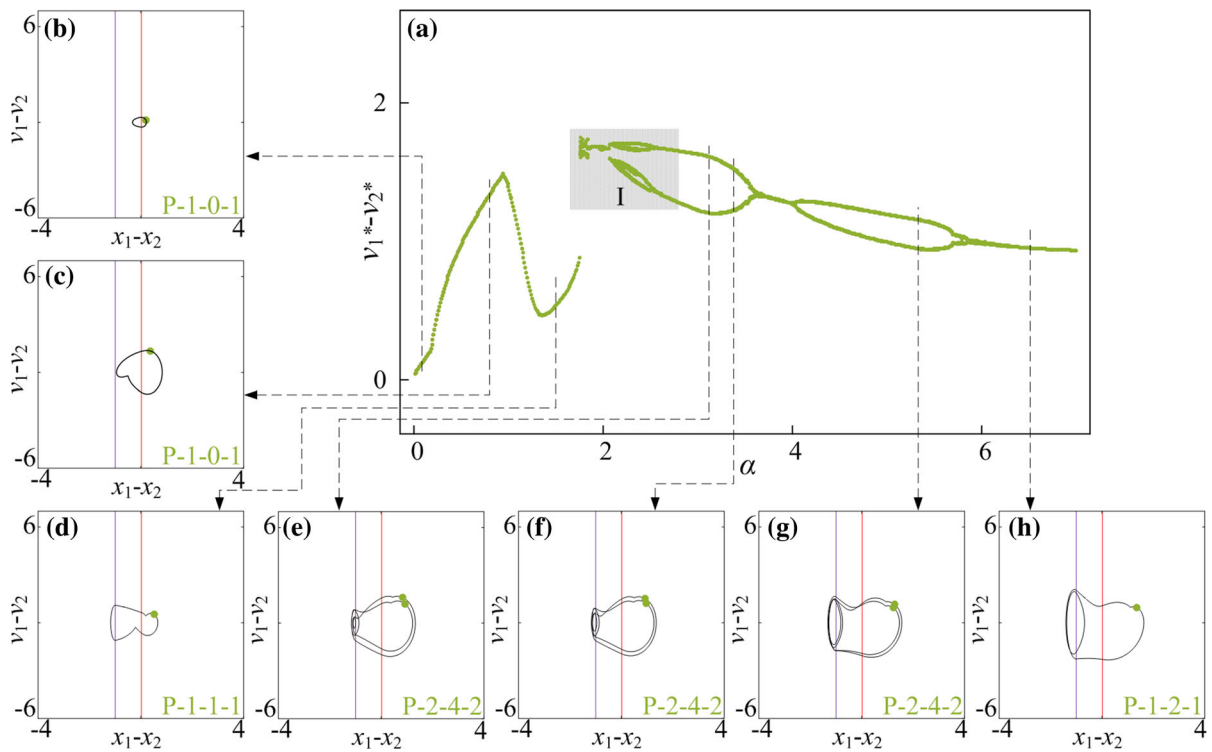 (b)
6
v1-v2
-6
-4
x1-x2
4
P-1-0-1
(a)
2
v1*-v2*
0
I
0
2
4
6
α
(c)
6
v1-v2
-6
-4
x1-x2
4
P-1-0-1
(d)
6
v1-v2
-6
-4
x1-x2
4
P-1-1-1
(e)
6
v1-v2
-6
-4
x1-x2
4
P-2-4-2
(f)
6
v1-v2
-6
-4
x1-x2
4
P-2-4-2
(g)
6
v1-v2
-6
-4
x1-x2
4
P-2-4-2
(h)
6
v1-v2
-6
-4
x1-x2
4
P-1-2-1